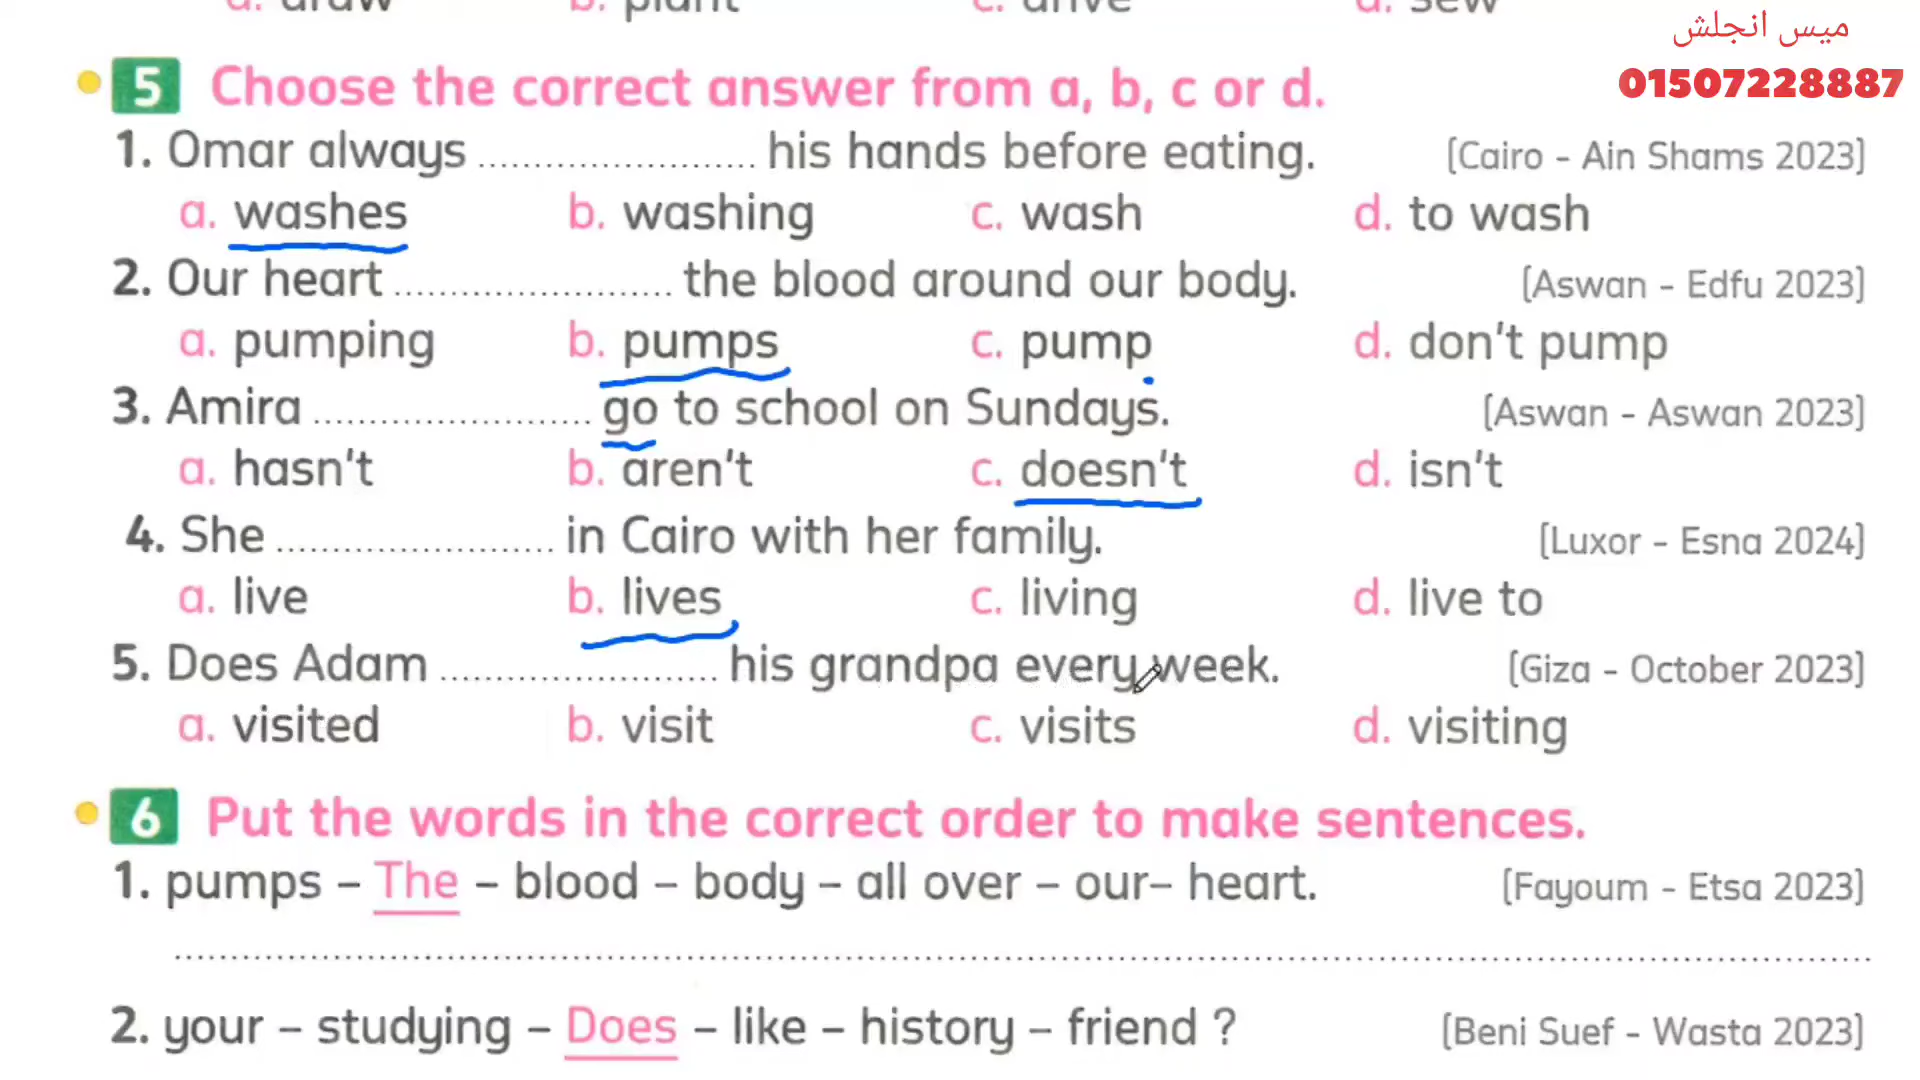 a. draw b. plant c. drive d. sew
ميس انجلش
01507228887
5 Choose the correct answer from a, b, c or d.
1. Omar always ........................ his hands before eating. [Cairo - Ain Shams 2023]
a. washes b. washing c. wash d. to wash
2. Our heart ........................ the blood around our body. [Aswan - Edfu 2023]
a. pumping b. pumps c. pump d. don't pump
3. Amira ........................ go to school on Sundays. [Aswan - Aswan 2023]
a. hasn't b. aren't c. doesn't d. isn't
4. She ........................ in Cairo with her family. [Luxor - Esna 2024]
a. live b. lives c. living d. live to
5. Does Adam ........................ his grandpa every week. [Giza - October 2023]
a. visited b. visit c. visits d. visiting
6 Put the words in the correct order to make sentences.
1. pumps – The – blood – body – all over – our– heart. [Fayoum - Etsa 2023]
2. your – studying – Does – like – history – friend ? [Beni Suef - Wasta 2023]